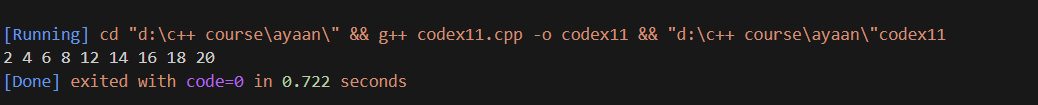 [Running] cd "d:\c++ course\ayaan\" && g++ codex11.cpp -o codex11 && "d:\c++ course\ayaan\"codex11
2 4 6 8 12 14 16 18 20
[Done] exited with code=0 in 0.722 seconds